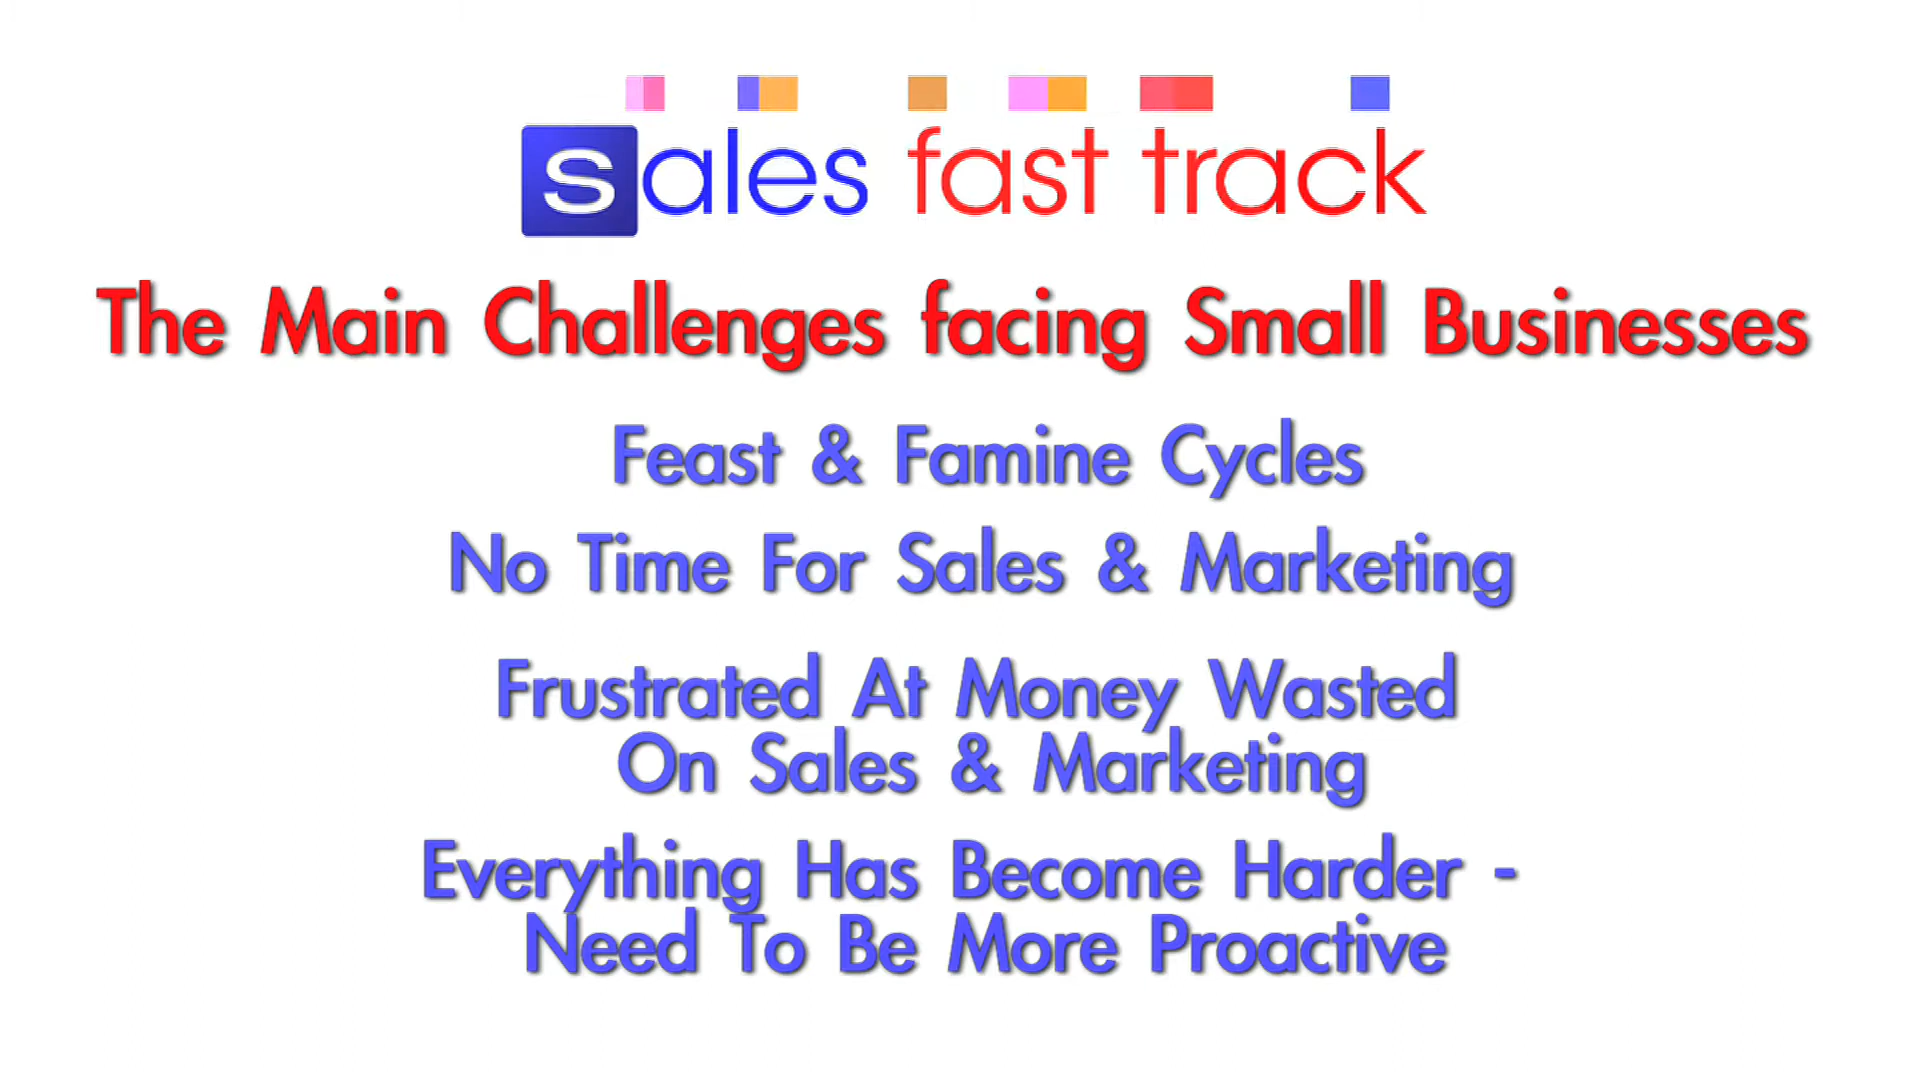 sales fast track
The Main Challenges facing Small Businesses
Feast & Famine Cycles
No Time For Sales & Marketing
Frustrated At Money Wasted
On Sales & Marketing
Everything Has Become Harder -
Need To Be More Proactive